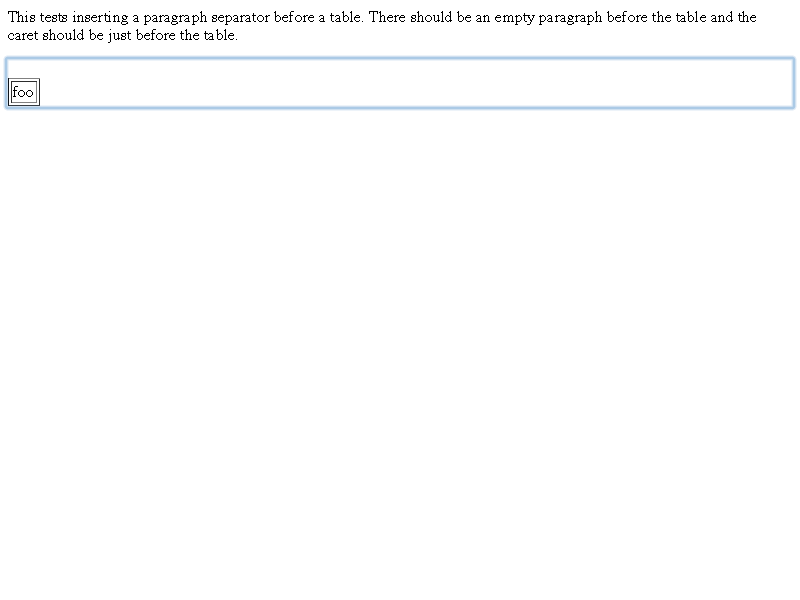 This tests inserting a paragraph separator before a table. There should be an empty paragraph before the table and the
caret should be just before the table.
foo